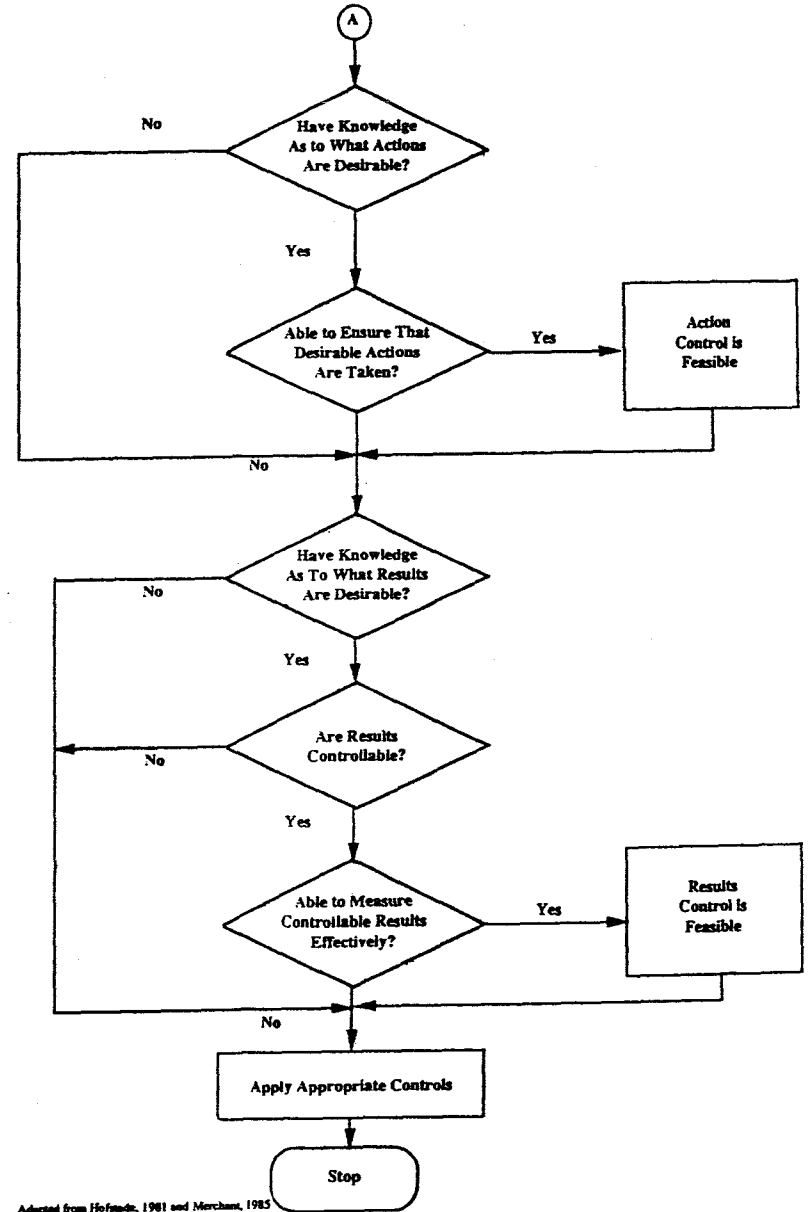 A
Have Knowledge
As to What Actions
Are Desirable?
No
Yes
Able to Ensure That
Desirable Actions
Are Taken?
Yes
Action
Control is
Feasible
No
Have Knowledge
As To What Results
Are Desirable?
No
Yes
Are Results
Controllable?
No
Yes
Able to Measure
Controllable Results
Effectively?
Yes
Results
Control is
Feasible
No
Apply Appropriate Controls
Stop
Adapted from Hofstede, 1981 and Merchant, 1985